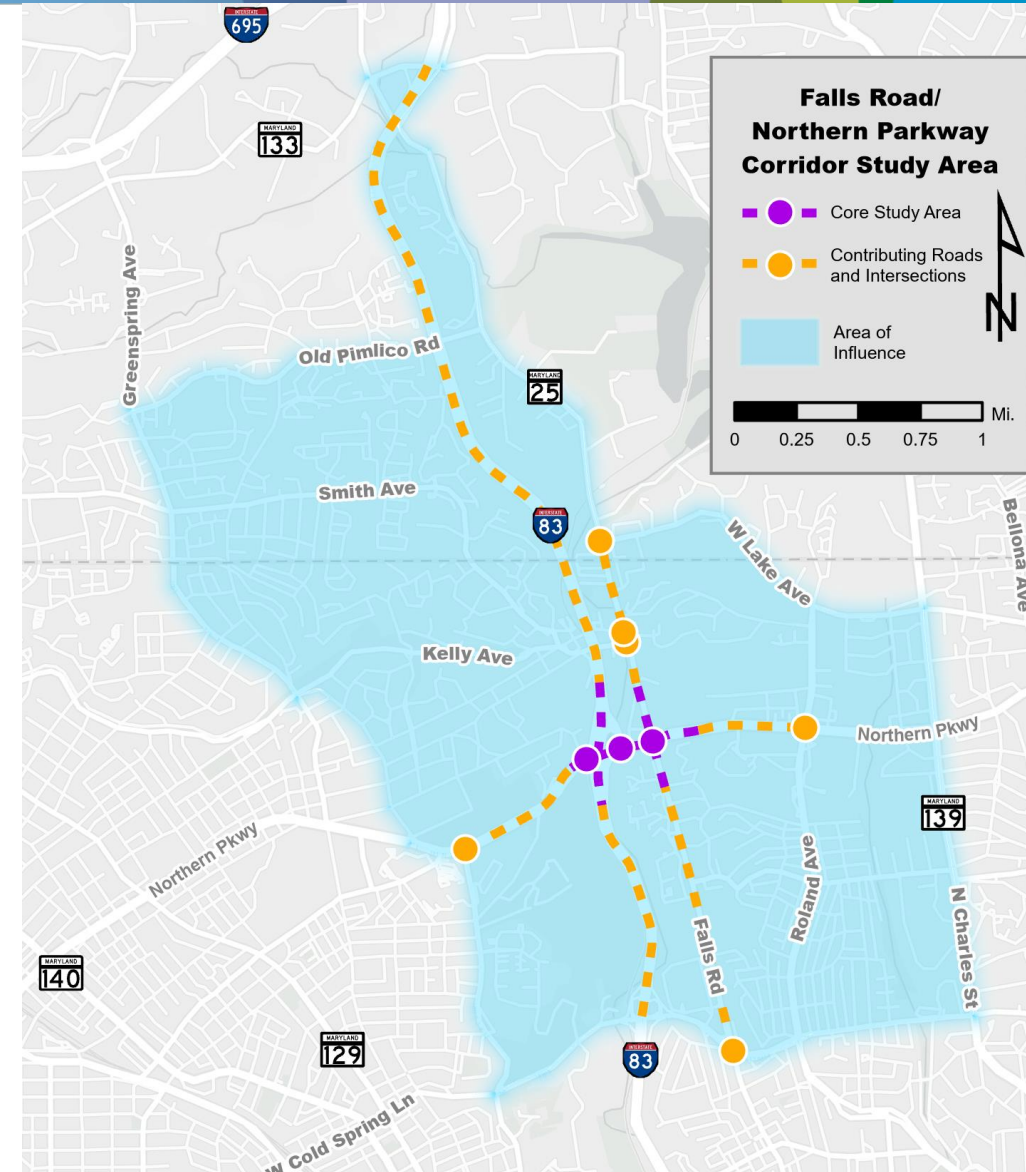 INTERSTATE
695
MARYLAND
133
Falls Road/
Northern Parkway
Corridor Study Area
Core Study Area
Contributing Roads
and Intersections
Area of
Influence
N
Mi.
0 0.25 0.5 0.75 1
Greenspring Ave
Old Pimlico Rd
MARYLAND
25
Smith Ave
INTERSTATE
83
W Lake Ave
Bellona Ave
Kelly Ave
Northern Pkwy
MARYLAND
139
Northern Pkwy
Roland Ave
N Charles St
Falls Rd
MARYLAND
140
MARYLAND
129
INTERSTATE
83
W Cold Spring Ln